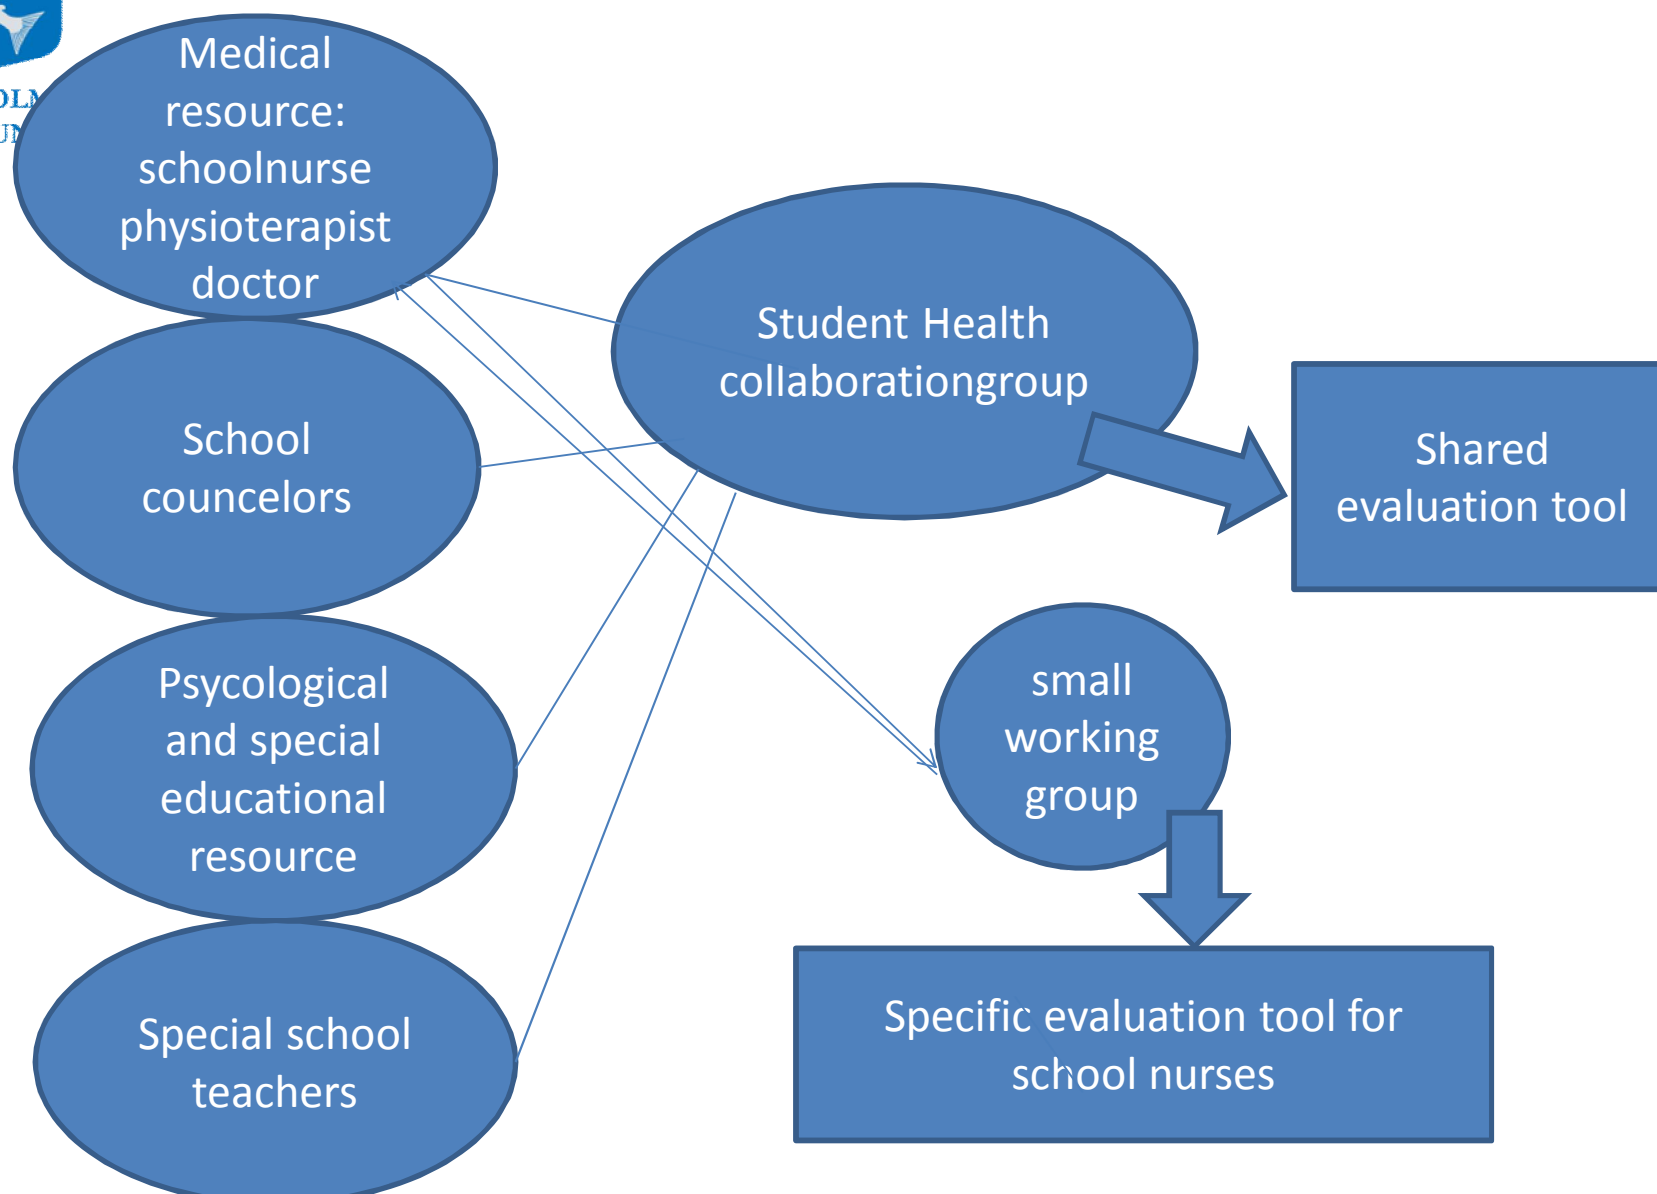 Medical
resource:
schoolnurse
physioterapist
doctor
School
councelors
Psycological
and special
educational
resource
Special school
teachers
Student Health
collaborationgroup
Shared
evaluation tool
small
working
group
Specific evaluation tool for
school nurses